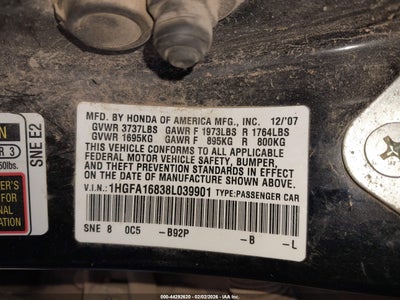 MFD. BY HONDA OF AMERICA MFG., INC. 12/'07
GVWR 3737LBS GAWR F 1973LBS R 1764LBS
GVWR 1695KG GAWR F 895KG R 800KG
THIS VEHICLE CONFORMS TO ALL APPLICABLE
FEDERAL MOTOR VEHICLE SAFETY, BUMPER,
AND THEFT PREVENTION STANDARDS IN EFFECT
ON THE DATE OF MANUFACTURE SHOWN ABOVE.
V.I.N.: 1HGFA16838L039901 TYPE:PASSENGER CAR
SNE 8 0C5 -B92P -B -L
SNE E2
R 3
50lbs.
000-44292620 - 02/02/2026 - IAA Inc.